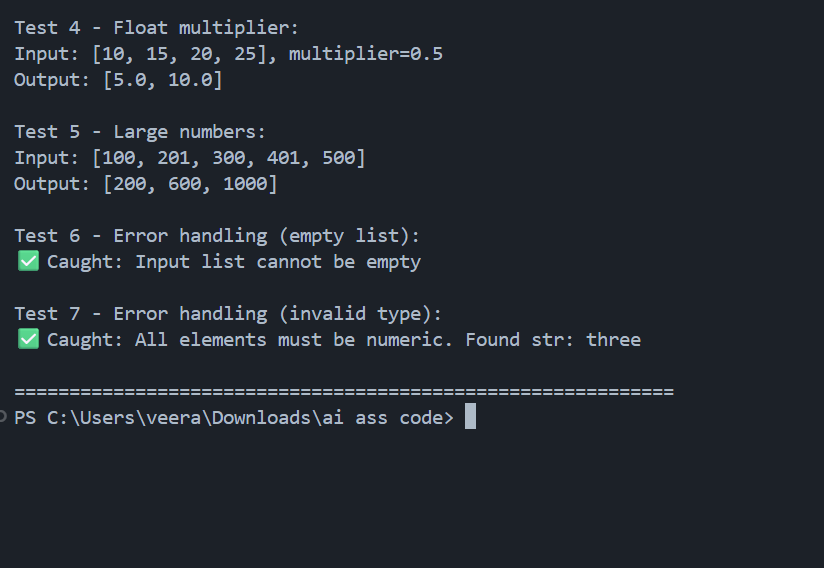 Test 4 - Float multiplier:
Input: [10, 15, 20, 25], multiplier=0.5
Output: [5.0, 10.0]
Test 5 - Large numbers:
Input: [100, 201, 300, 401, 500]
Output: [200, 600, 1000]
Test 6 - Error handling (empty list):
✅ Caught: Input list cannot be empty
Test 7 - Error handling (invalid type):
✅ Caught: All elements must be numeric. Found str: three
============================================================
PS C:\Users\veera\Downloads\ai ass code>